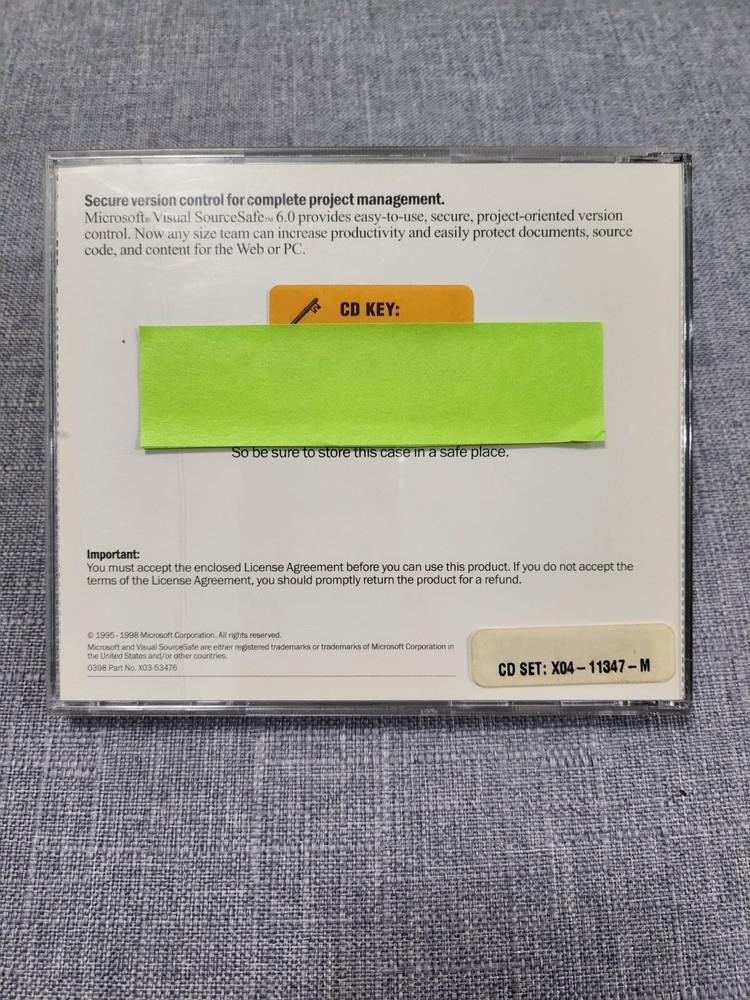 Secure version control for complete project management.
Microsoft® Visual SourceSafe™ 6.0 provides easy-to-use, secure, project-oriented version
control. Now any size team can increase productivity and easily protect documents, source
code, and content for the Web or PC.
CD KEY:
So be sure to store this case in a safe place.
Important:
You must accept the enclosed License Agreement before you can use this product. If you do not accept the
terms of the License Agreement, you should promptly return the product for a refund.
© 1995-1998 Microsoft Corporation. All rights reserved.
Microsoft and Visual SourceSafe are either registered trademarks or trademarks of Microsoft Corporation in
the United States and/or other countries.
0398 Part No. X03-53476
CD SET: X04-11347-M